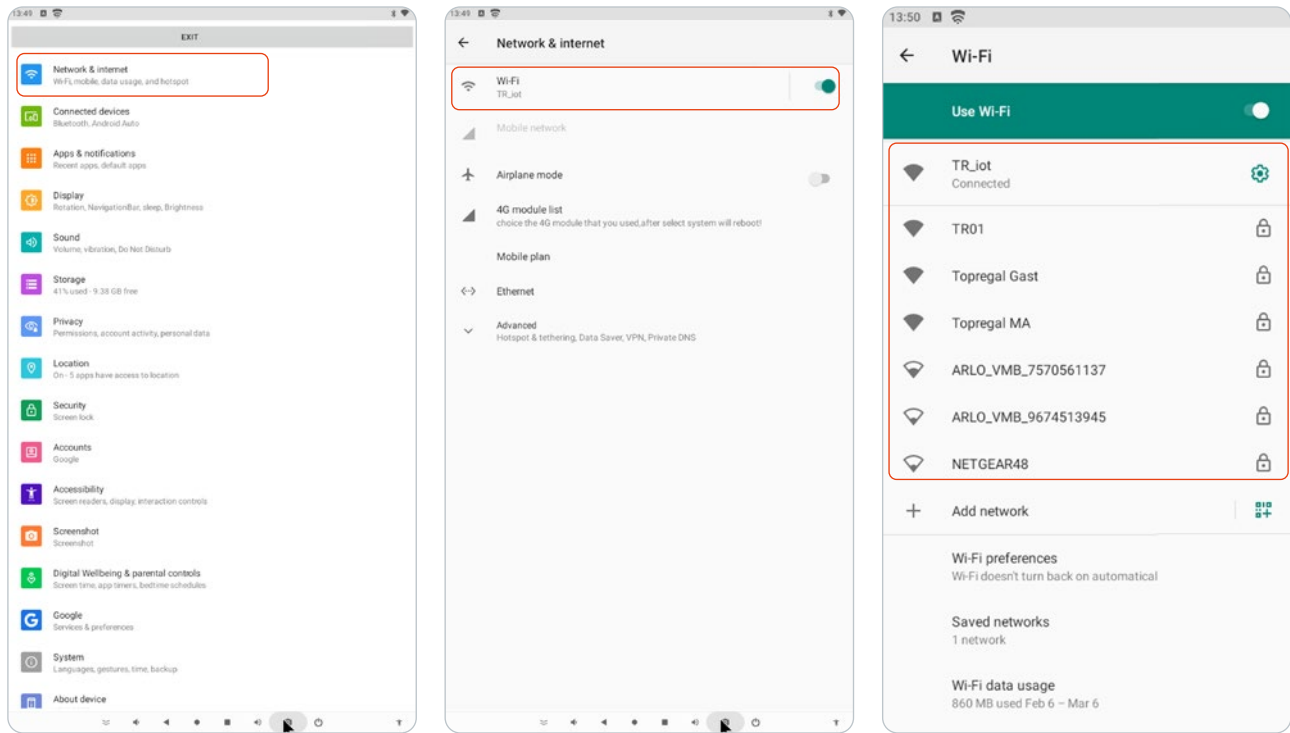 13:49
EXIT
Network & internet
Wi-Fi, mobile, data usage, and hotspot
Connected devices
Bluetooth, Android Auto
Apps & notifications
Recent apps, default apps
Display
Rotation, NavigationBar, sleep, Brightness
Sound
Volume, vibration, Do Not Disturb
Storage
41% used - 9.38 GB free
Privacy
Permissions, account activity, personal data
Location
On - 5 apps have access to location
Security
Screen lock
Accounts
Google
Accessibility
Screen readers, display, interaction controls
Screenshot
Screenshot
Digital Wellbeing & parental controls
Screen time, app timers, bedtime schedules
Google
Services & preferences
System
Languages, gestures, time, backup
About device
13:49
Network & internet
Wi-Fi
TR_iot
Mobile network
Airplane mode
4G module list
choice the 4G module that you used,after select system will reboot!
Mobile plan
Ethernet
Advanced
Hotspot & tethering, Data Saver, VPN, Private DNS
13:50
Wi-Fi
Use Wi-Fi
TR_iot
Connected
TR01
Topregal Gast
Topregal MA
ARLO_VMB_7570561137
ARLO_VMB_9674513945
NETGEAR48
Add network
Wi-Fi preferences
Wi-Fi doesn't turn back on automatical
Saved networks
1 network
Wi-Fi data usage
860 MB used Feb 6 – Mar 6